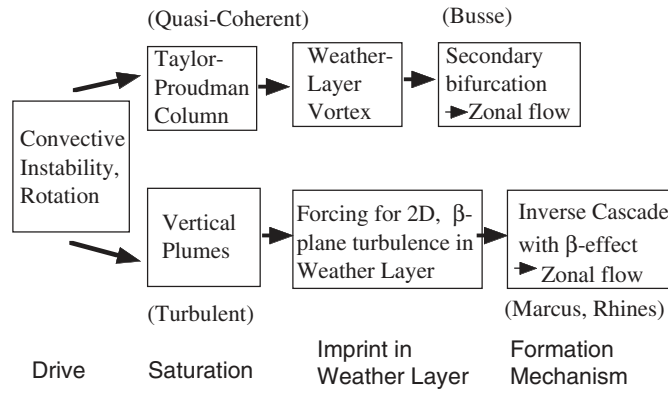 (Quasi-Coherent)
(Busse)
Taylor-
Proudman
Column
Weather-
Layer
Vortex
Secondary
bifurcation
Zonal flow
Convective
Instability,
Rotation
Vertical
Plumes
Forcing for 2D, β-
plane turbulence in
Weather Layer
Inverse Cascade
with β-effect
Zonal flow
(Turbulent)
(Marcus, Rhines)
Drive
Saturation
Imprint in
Weather Layer
Formation
Mechanism